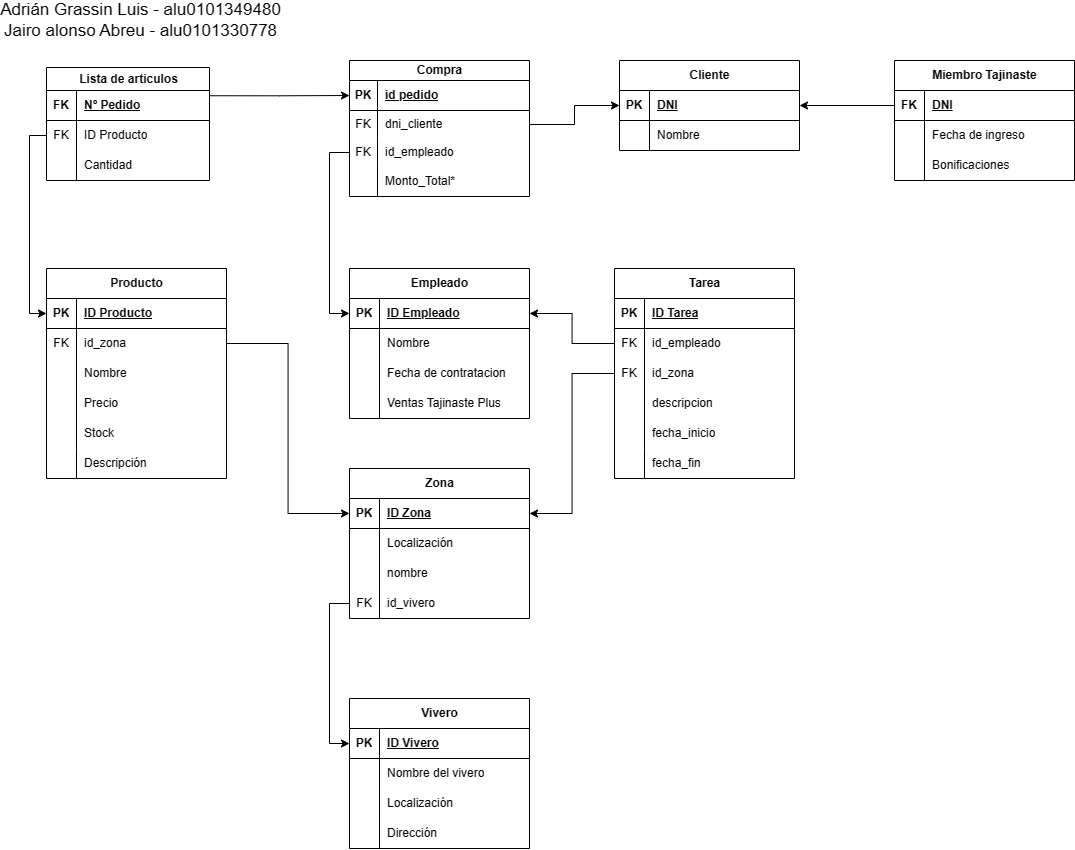 Adrián Grassin Luis - alu0101349480
Jairo alonso Abreu - alu0101330778
Lista de articulos
FK Nº Pedido
FK ID Producto
Cantidad
Compra
PK id_pedido
FK dni_cliente
FK id_empleado
Monto_Total*
Cliente
PK DNI
Nombre
Miembro Tajinaste
FK DNI
Fecha de ingreso
Bonificaciones
Producto
PK ID Producto
FK id_zona
Nombre
Precio
Stock
Descripción
Empleado
PK ID Empleado
Nombre
Fecha de contratacion
Ventas Tajinaste Plus
Tarea
PK ID Tarea
FK id_empleado
FK id_zona
descripcion
fecha_inicio
fecha_fin
Zona
PK ID Zona
Localización
nombre
FK id_vivero
Vivero
PK ID Vivero
Nombre del vivero
Localización
Dirección